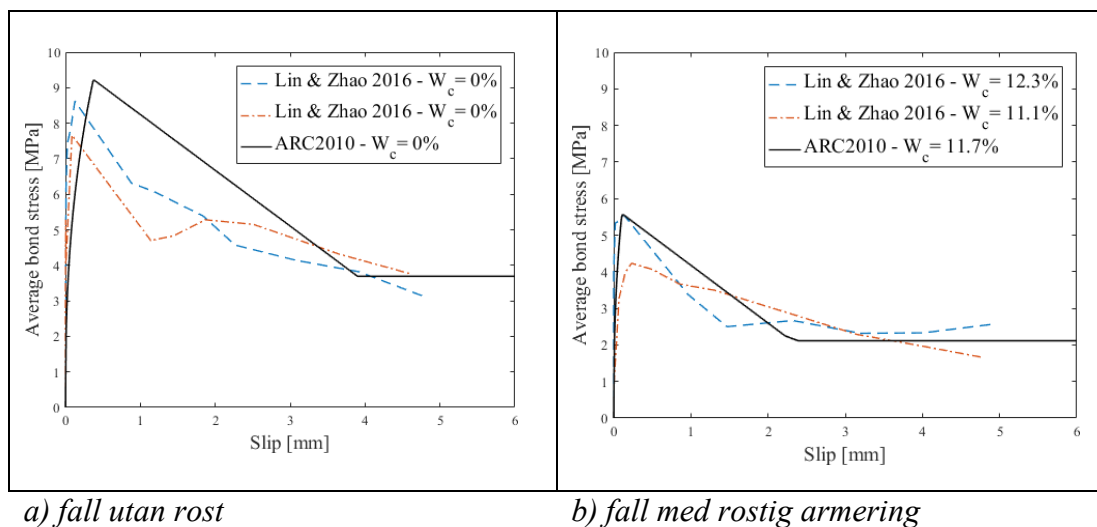 10
9
8
7
6
5
4
3
2
1
0
Average bond stress [MPa]
Lin & Zhao 2016 - W_c = 0%
Lin & Zhao 2016 - W_c = 0%
ARC2010 - W_c = 0%
0 1 2 3 4 5 6
Slip [mm]
10
9
8
7
6
5
4
3
2
1
0
Average bond stress [MPa]
Lin & Zhao 2016 - W_c = 12.3%
Lin & Zhao 2016 - W_c = 11.1%
ARC2010 - W_c = 11.7%
0 1 2 3 4 5 6
Slip [mm]
a) fall utan rost
b) fall med rostig armering